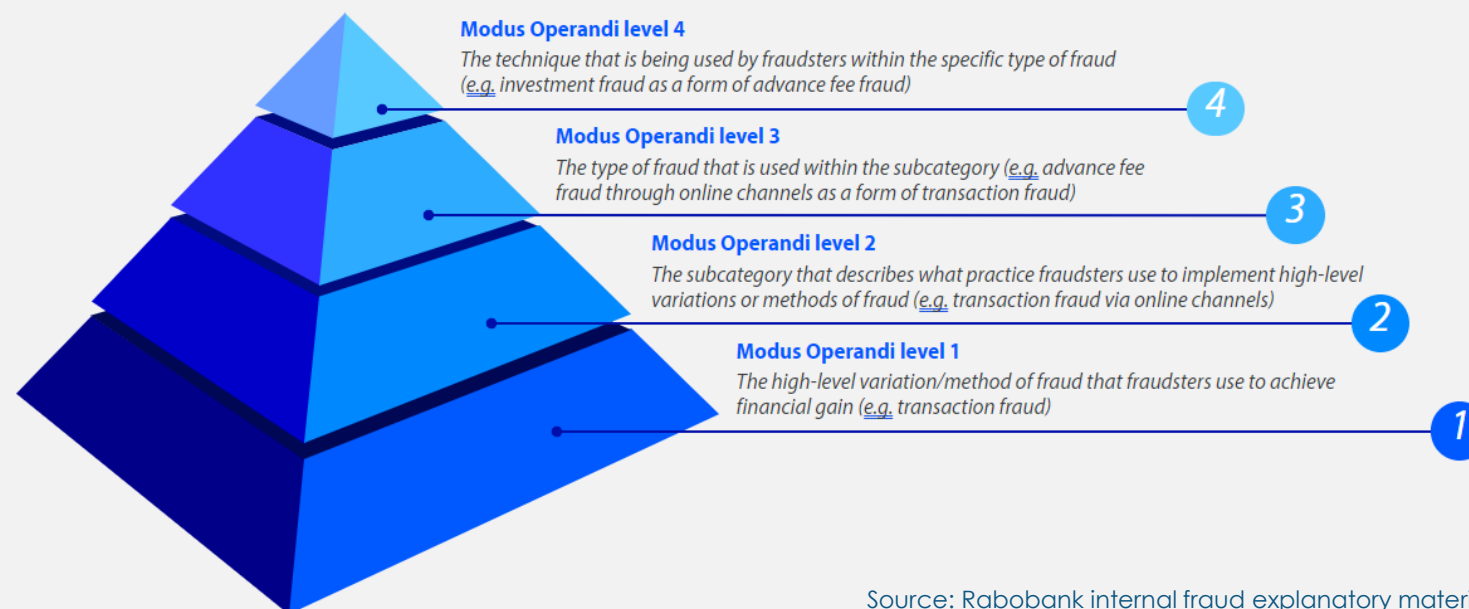 Modus Operandi level 4
The technique that is being used by fraudsters within the specific type of fraud
(e.g. investment fraud as a form of advance fee fraud)
4
Modus Operandi level 3
The type of fraud that is used within the subcategory (e.g. advance fee
fraud through online channels as a form of transaction fraud)
3
Modus Operandi level 2
The subcategory that describes what practice fraudsters use to implement high-level
variations or methods of fraud (e.g. transaction fraud via online channels)
2
Modus Operandi level 1
The high-level variation/method of fraud that fraudsters use to achieve
financial gain (e.g. transaction fraud)
1
Source: Rabobank internal fraud explanatory mater